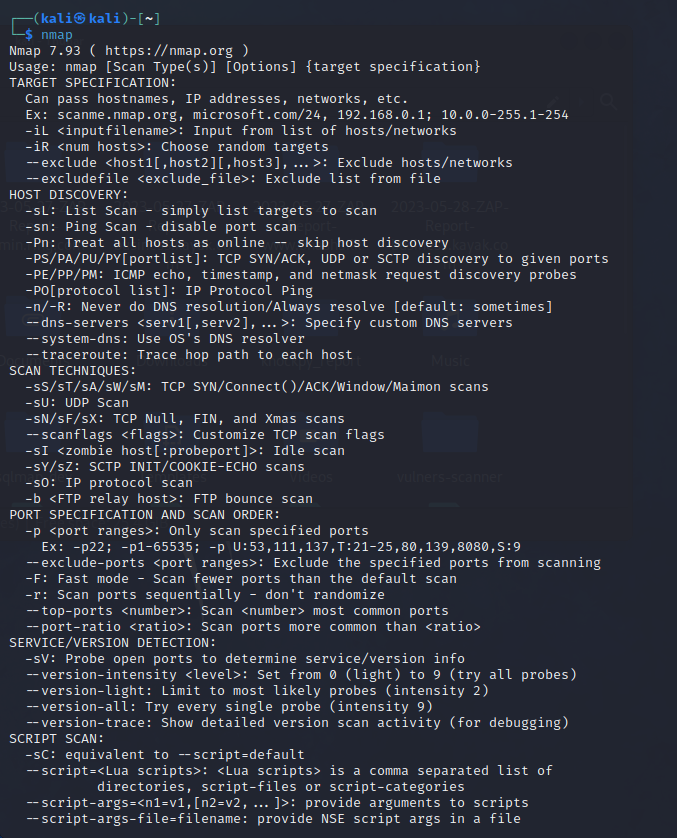 ┌──(kali㉿kali)-[~]
└─$ nmap
Nmap 7.93 ( https://nmap.org )
Usage: nmap [Scan Type(s)] [Options] {target specification}
TARGET SPECIFICATION:
  Can pass hostnames, IP addresses, networks, etc.
  Ex: scanme.nmap.org, microsoft.com/24, 192.168.0.1; 10.0.0-255.1-254
  -iL <inputfilename>: Input from list of hosts/networks
  -iR <num hosts>: Choose random targets
  --exclude <host1[,host2][,host3],...>: Exclude hosts/networks
  --excludefile <exclude_file>: Exclude list from file
HOST DISCOVERY:
  -sL: List Scan - simply list targets to scan
  -sn: Ping Scan - disable port scan
  -Pn: Treat all hosts as online -- skip host discovery
  -PS/PA/PU/PY[portlist]: TCP SYN/ACK, UDP or SCTP discovery to given ports
  -PE/PP/PM: ICMP echo, timestamp, and netmask request discovery probes
  -PO[protocol list]: IP Protocol Ping
  -n/-R: Never do DNS resolution/Always resolve [default: sometimes]
  --dns-servers <serv1[,serv2],...>: Specify custom DNS servers
  --system-dns: Use OS's DNS resolver
  --traceroute: Trace hop path to each host
SCAN TECHNIQUES:
  -sS/sT/sA/sW/sM: TCP SYN/Connect()/ACK/Window/Maimon scans
  -sU: UDP Scan
  -sN/sF/sX: TCP Null, FIN, and Xmas scans
  --scanflags <flags>: Customize TCP scan flags
  -sI <zombie host[:probeport]>: Idle scan
  -sY/sZ: SCTP INIT/COOKIE-ECHO scans
  -sO: IP protocol scan
  -b <FTP relay host>: FTP bounce scan
PORT SPECIFICATION AND SCAN ORDER:
  -p <port ranges>: Only scan specified ports
    Ex: -p22; -p1-65535; -p U:53,111,137,T:21-25,80,139,8080,S:9
  --exclude-ports <port ranges>: Exclude the specified ports from scanning
  -F: Fast mode - Scan fewer ports than the default scan
  -r: Scan ports sequentially - don't randomize
  --top-ports <number>: Scan <number> most common ports
  --port-ratio <ratio>: Scan ports more common than <ratio>
SERVICE/VERSION DETECTION:
  -sV: Probe open ports to determine service/version info
  --version-intensity <level>: Set from 0 (light) to 9 (try all probes)
  --version-light: Limit to most likely probes (intensity 2)
  --version-all: Try every single probe (intensity 9)
  --version-trace: Show detailed version scan activity (for debugging)
SCRIPT SCAN:
  -sC: equivalent to --script=default
  --script=<Lua scripts>: <Lua scripts> is a comma separated list of
           directories, script-files or script-categories
  --script-args=<n1=v1,[n2=v2,...]>: provide arguments to scripts
  --script-args-file=filename: provide NSE script args in a file
2023-05-28-ZAP-
Report-
Music
vulnets-scanner